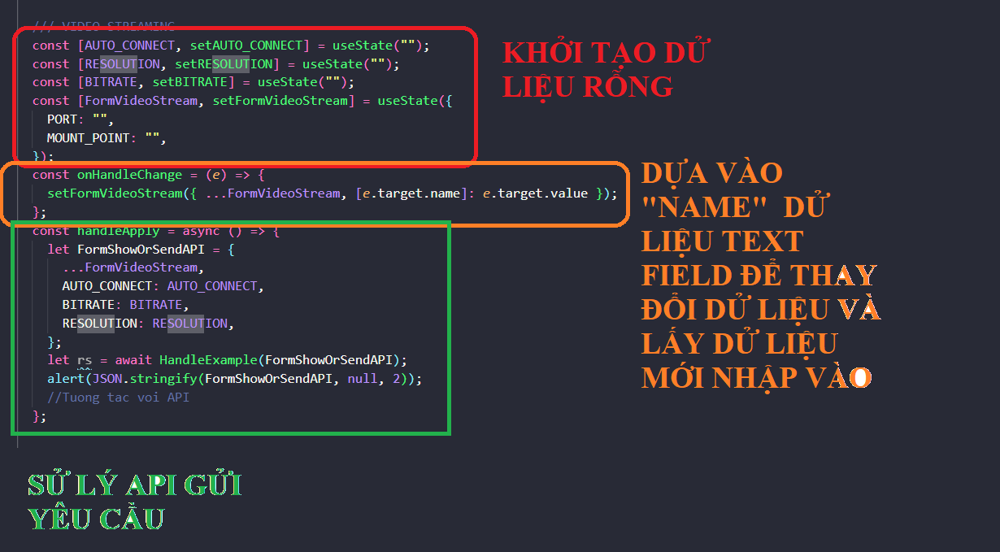 /// VIDEO STREAMING
const [AUTO_CONNECT, setAUTO_CONNECT] = useState("");
const [RESOLUTION, setRESOLUTION] = useState("");
const [BITRATE, setBITRATE] = useState("");
const [FormVideoStream, setFormVideoStream] = useState({
PORT: "",
MOUNT_POINT: "",
});
KHỞI TẠO DỬ
LIỆU RỖNG
const onHandleChange = (e) => {
setFormVideoStream({ ...FormVideoStream, [e.target.name]: e.target.value });
};
DỰA VÀO
"NAME" DỬ
LIỆU TEXT
FIELD ĐỂ THAY
ĐỔI DỬ LIỆU VÀ
LẤY DỬ LIỆU
MỚI NHẬP VÀO
const handleApply = async () => {
let FormShowOrSendAPI = {
...FormVideoStream,
AUTO_CONNECT: AUTO_CONNECT,
BITRATE: BITRATE,
RESOLUTION: RESOLUTION,
};
let rs = await HandleExample(FormShowOrSendAPI);
alert(JSON.stringify(FormShowOrSendAPI, null, 2));
//Tuong tac voi API
};
SỬ LÝ API GỬI
YÊU CẦU